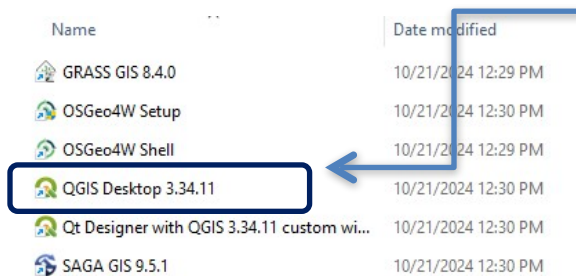 Name Date modified
GRASS GIS 8.4.0 10/21/2024 12:29 PM
OSGeo4W Setup 10/21/2024 12:30 PM
OSGeo4W Shell 10/21/2024 12:29 PM
QGIS Desktop 3.34.11 10/21/2024 12:30 PM
Qt Designer with QGIS 3.34.11 custom wi... 10/21/2024 12:30 PM
SAGA GIS 9.5.1 10/21/2024 12:30 PM